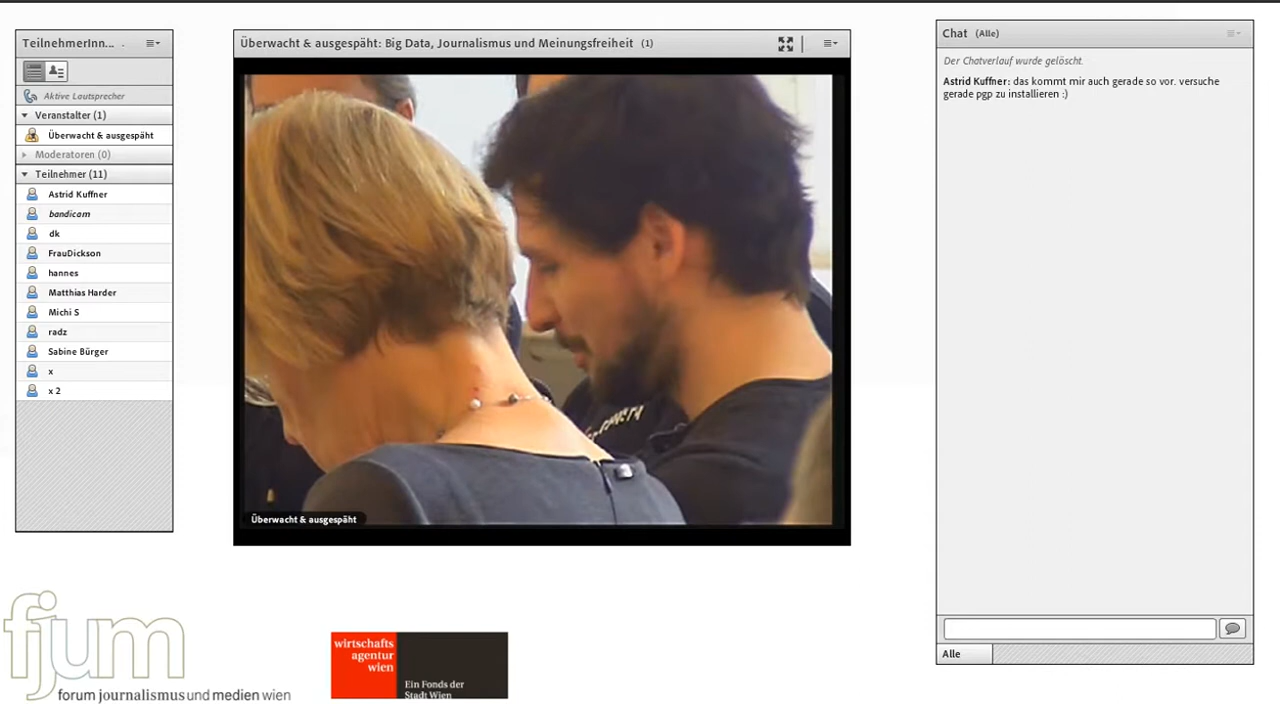 TeilnehmerInn... .
Aktive Lautsprecher
Veranstalter (1)
Überwacht & ausgespäht
Moderatoren (0)
Teilnehmer (11)
Astrid Kuffner
bandicam
dk
FrauDickson
hannes
Matthias Harder
Michi S
radz
Sabine Bürger
x
x 2
Überwacht & ausgespäht: Big Data, Journalismus und Meinungsfreiheit (1)
Überwacht & ausgespäht
Chat (Alle)
Der Chatverlauf wurde gelöscht.
Astrid Kuffner: das kommt mir auch gerade so vor. versuche
gerade pgp zu installieren :)
Alle
fjum
forum journalismus und medien wien
wirtschafts
agentur
wien
Ein Fonds der
Stadt Wien